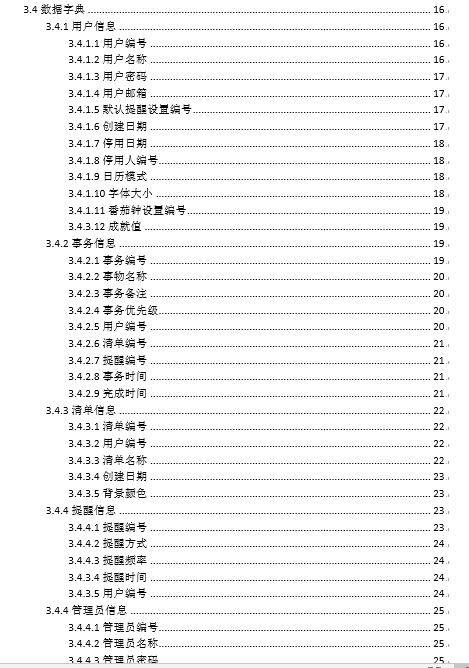 3.4 数据字典 16
3.4.1 用户信息 16
3.4.1.1 用户编号 16
3.4.1.2 用户名称 16
3.4.1.3 用户密码 17
3.4.1.4 用户邮箱 17
3.4.1.5 默认提醒设置编号 17
3.4.1.6 创建日期 17
3.4.1.7 停用日期 18
3.4.1.8 停用人编号 18
3.4.1.9 日历模式 18
3.4.1.10 字体大小 18
3.4.1.11 番茄钟设置编号 19
3.4.3.12 成就值 19
3.4.2 事务信息 19
3.4.2.1 事务编号 19
3.4.2.2 事物名称 20
3.4.2.3 事务备注 20
3.4.2.4 事务优先级 20
3.4.2.5 用户编号 20
3.4.2.6 清单编号 21
3.4.2.7 提醒编号 21
3.4.2.8 事务时间 21
3.4.2.9 完成时间 21
3.4.3 清单信息 22
3.4.3.1 清单编号 22
3.4.3.2 用户编号 22
3.4.3.3 清单名称 22
3.4.3.4 创建日期 23
3.4.3.5 背景颜色 23
3.4.4 提醒信息 23
3.4.4.1 提醒编号 23
3.4.4.2 提醒方式 24
3.4.4.3 提醒频率 24
3.4.3.4 提醒时间 24
3.4.3.5 用户编号 24
3.4.4 管理员信息 25
3.4.4.1 管理员编号 25
3.4.4.2 管理员名称 25
3.4.4.3 管理员密码 25